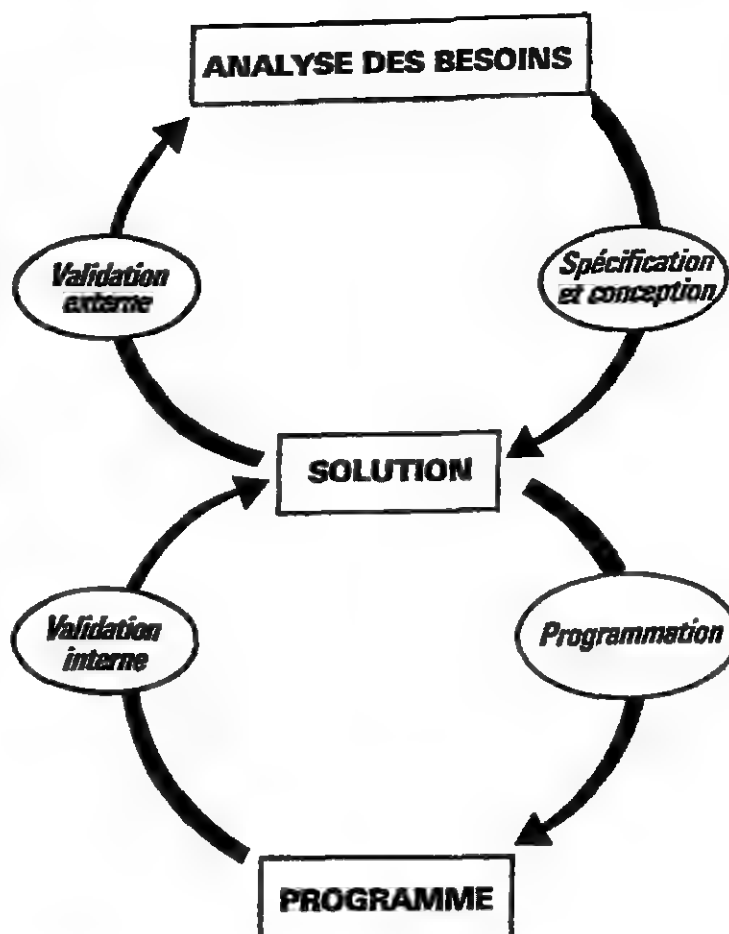 ANALYSE DES BESOINS
Validation
externe
Spécification
et conception
SOLUTION
Validation
interne
Programmation
PROGRAMME